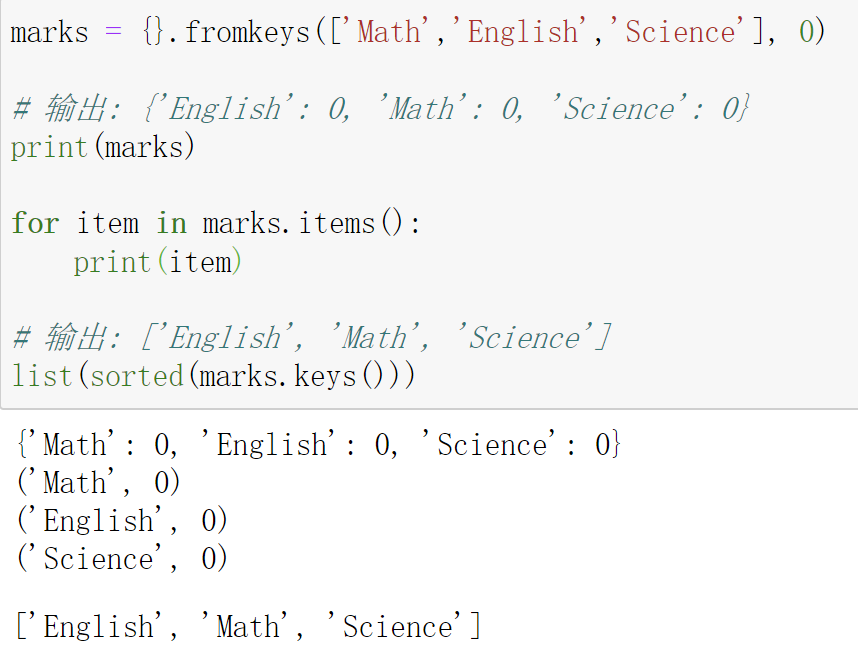 marks = {}.fromkeys(['Math','English','Science'], 0)
# 输出: {'English': 0, 'Math': 0, 'Science': 0}
print(marks)
for item in marks.items():
    print(item)
# 输出: ['English', 'Math', 'Science']
list(sorted(marks.keys()))
{'Math': 0, 'English': 0, 'Science': 0}
('Math', 0)
('English', 0)
('Science', 0)
['English', 'Math', 'Science']